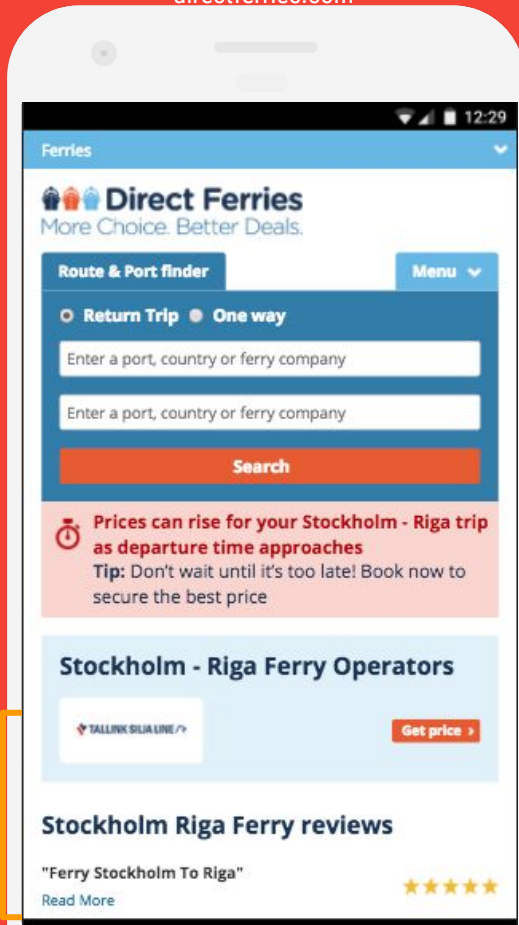 directferries.com
12:29
Ferries
Direct Ferries
More Choice. Better Deals.
Route & Port finder
Menu
Return Trip One way
Enter a port, country or ferry company
Enter a port, country or ferry company
Search
Prices can rise for your Stockholm - Riga trip
as departure time approaches
Tip: Don't wait until it's too late! Book now to
secure the best price
Stockholm - Riga Ferry Operators
TALLINK SILJA LINE
Get price ›
Stockholm Riga Ferry reviews
"Ferry Stockholm To Riga"
Read More